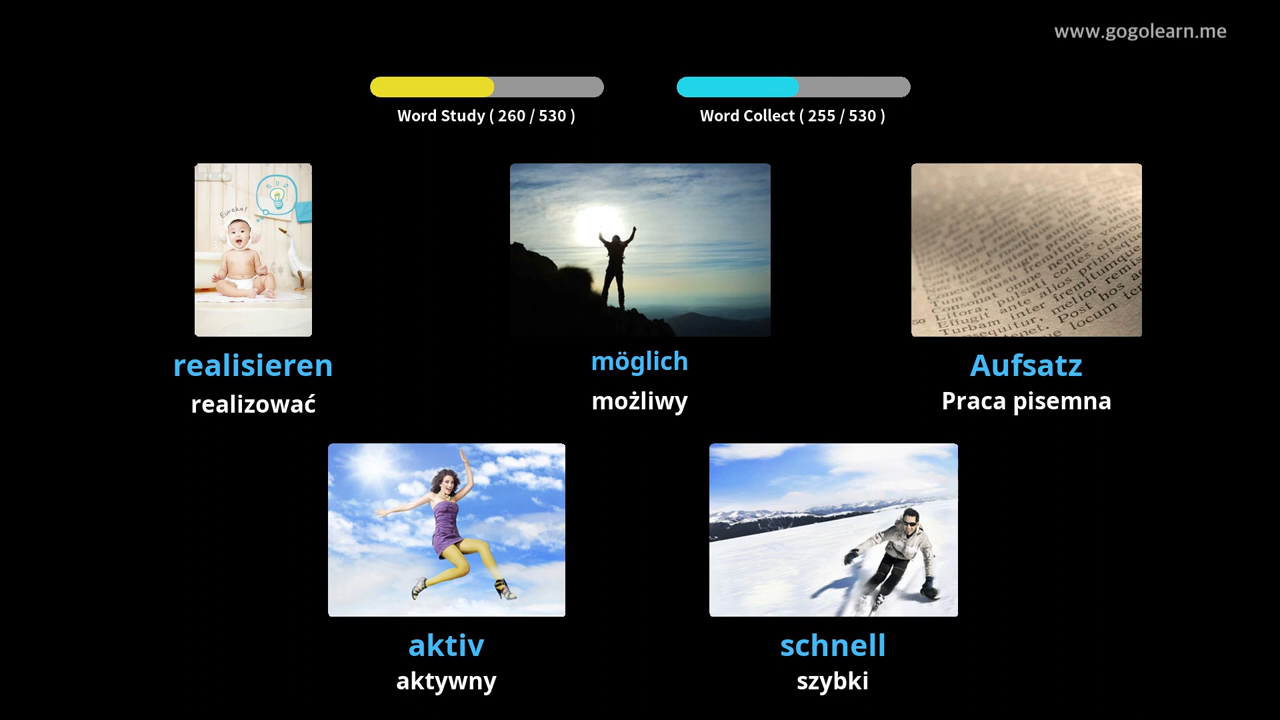 www.gogolearn.me
Word Study ( 260 / 530 )
Word Collect ( 255 / 530 )
Eureka!
realisieren
realizować
möglich
możliwy
Aufsatz
Praca pisemna
aktiv
aktywny
schnell
szybki